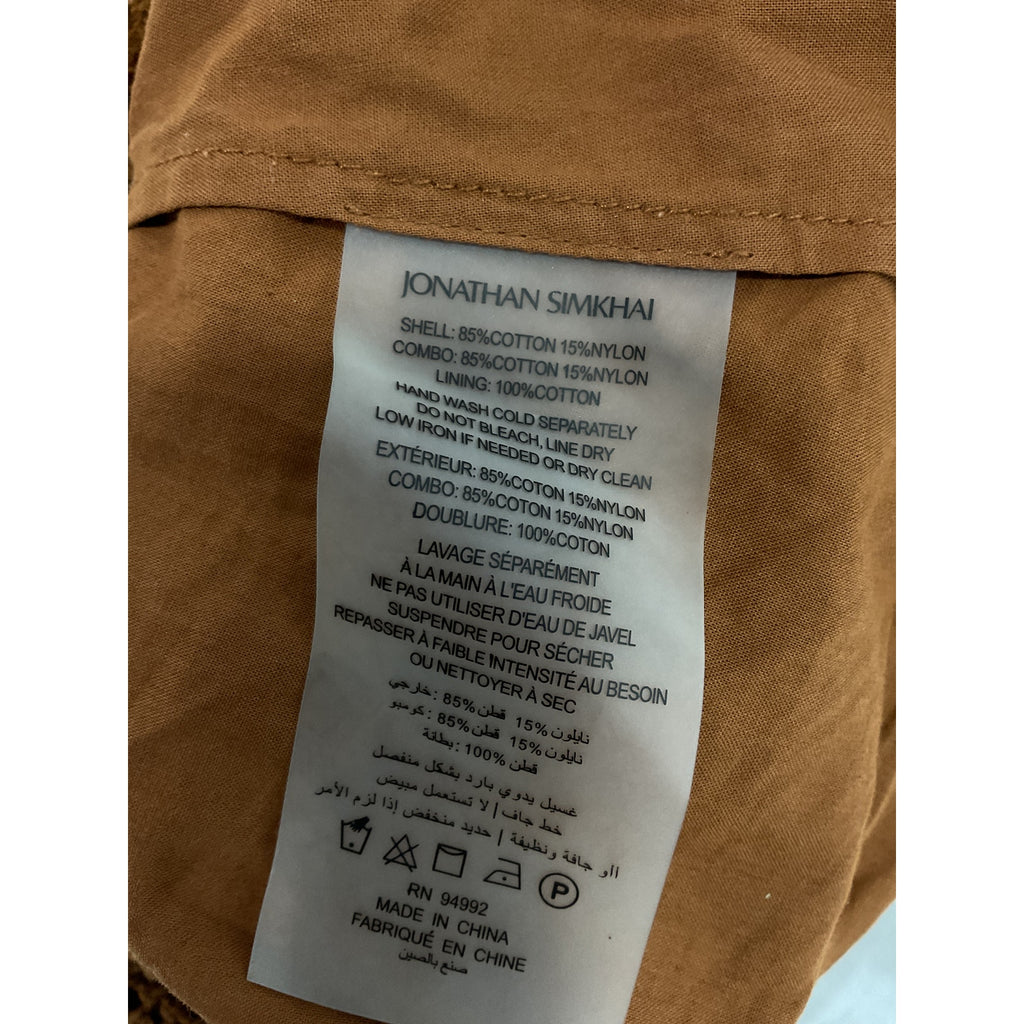 JONATHAN SIMKHAI
SHELL: 85%COTTON 15%NYLON
COMBO: 85%COTTON 15%NYLON
LINING: 100%COTTON
HAND WASH COLD SEPARATELY
DO NOT BLEACH, LINE DRY
LOW IRON IF NEEDED OR DRY CLEAN
EXTÉRIEUR: 85%COTON 15%NYLON
COMBO: 85%COTON 15%NYLON
DOUBLURE: 100%COTON
LAVAGE SÉPARÉMENT
À LA MAIN À L'EAU FROIDE
NE PAS UTILISER D'EAU DE JAVEL
SUSPENDRE POUR SÉCHER
REPASSER À FAIBLE INTENSITÉ AU BESOIN
OU NETTOYER À SEC
نايلون 15% قطن 85% : خارجي
نايلون 15% قطن 85% : كومبو
قطن 100% : بطانة
غسيل يدوي بارد بشكل منفصل
خط جاف | لا تستعمل مبيض
ااو جافة ونظيفة | حديد منخفض إذا لزم الأمر
P
RN 94992
MADE IN CHINA
FABRIQUÉ EN CHINE
صنع بالصين